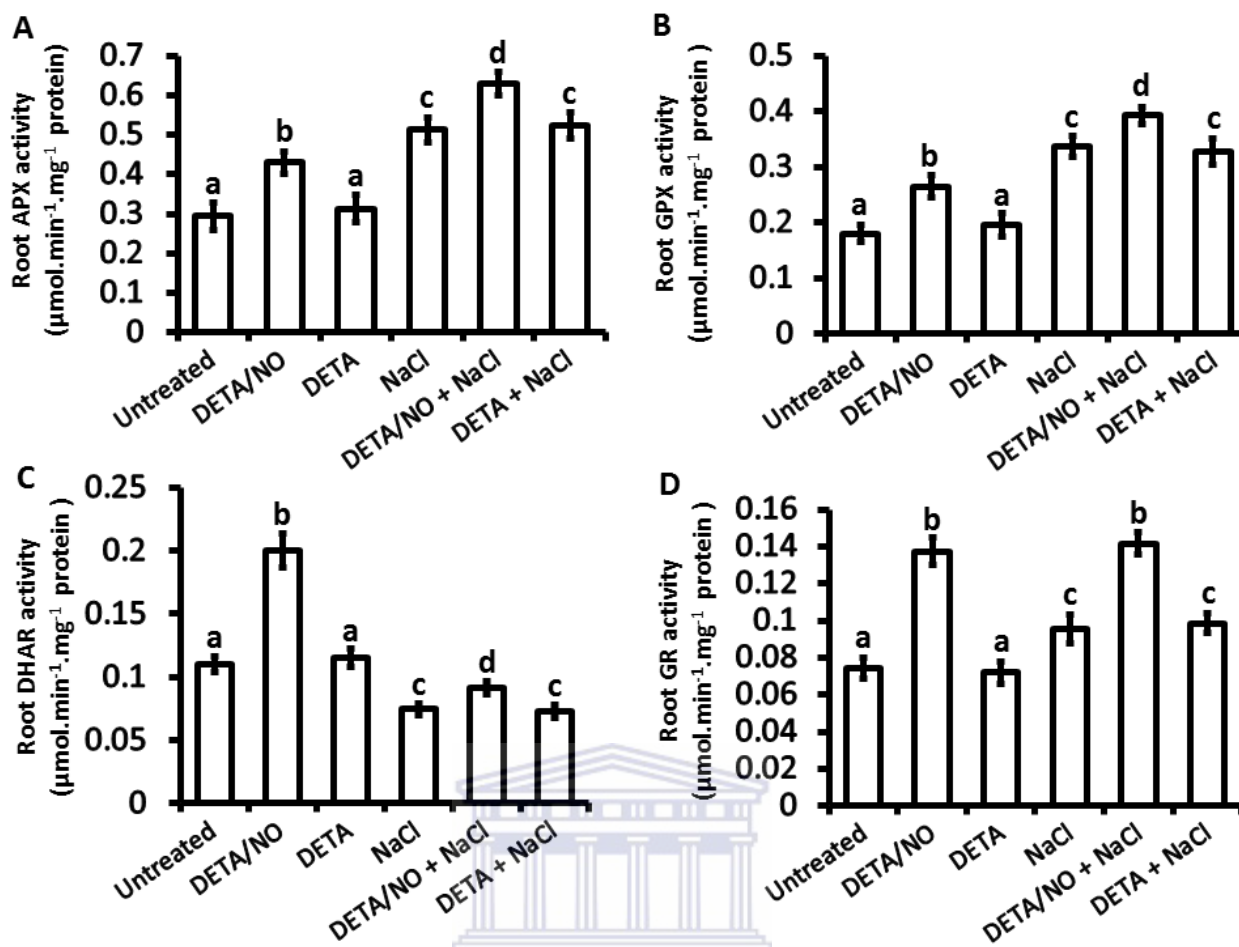 A
Root APX activity
(µmol.min⁻¹.mg⁻¹ protein)
0.7
0.6
0.5
0.4
0.3
0.2
0.1
0
a
b
a
c
d
c
Untreated
DETA/NO
DETA
NaCl
DETA/NO + NaCl
DETA + NaCl
B
Root GPX activity
(µmol.min⁻¹.mg⁻¹ protein )
0.5
0.4
0.3
0.2
0.1
0
a
b
a
c
d
c
Untreated
DETA/NO
DETA
NaCl
DETA/NO + NaCl
DETA + NaCl
C
Root DHAR activity
(µmol.min⁻¹.mg⁻¹ protein )
0.25
0.2
0.15
0.1
0.05
0
a
b
a
c
d
c
Untreated
DETA/NO
DETA
NaCl
DETA/NO + NaCl
DETA + NaCl
D
Root GR activity
(µmol.min⁻¹.mg⁻¹ protein )
0.16
0.14
0.12
0.1
0.08
0.06
0.04
0.02
0
a
b
a
c
b
c
Untreated
DETA/NO
DETA
NaCl
DETA/NO + NaCl
DETA + NaCl